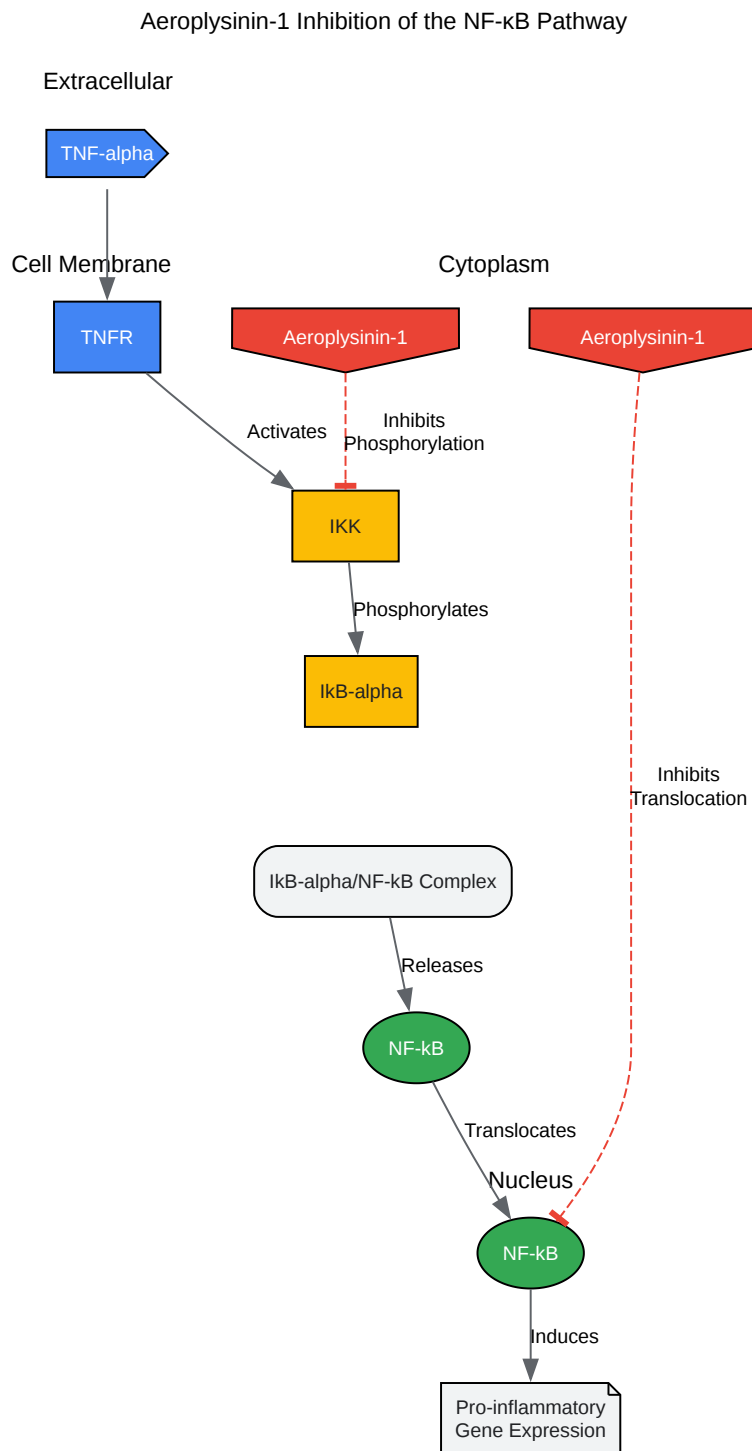 Aeroplysinin-1 Inhibition of the NF-κB Pathway
Extracellular
TNF-alpha
Cell Membrane
Cytoplasm
TNFR
Aeroplysinin-1
Aeroplysinin-1
Activates
Inhibits
Phosphorylation
IKK
Phosphorylates
IkB-alpha
Inhibits
Translocation
IkB-alpha/NF-kB Complex
Releases
NF-kB
Translocates
Nucleus
NF-kB
Induces
Pro-inflammatory
Gene Expression